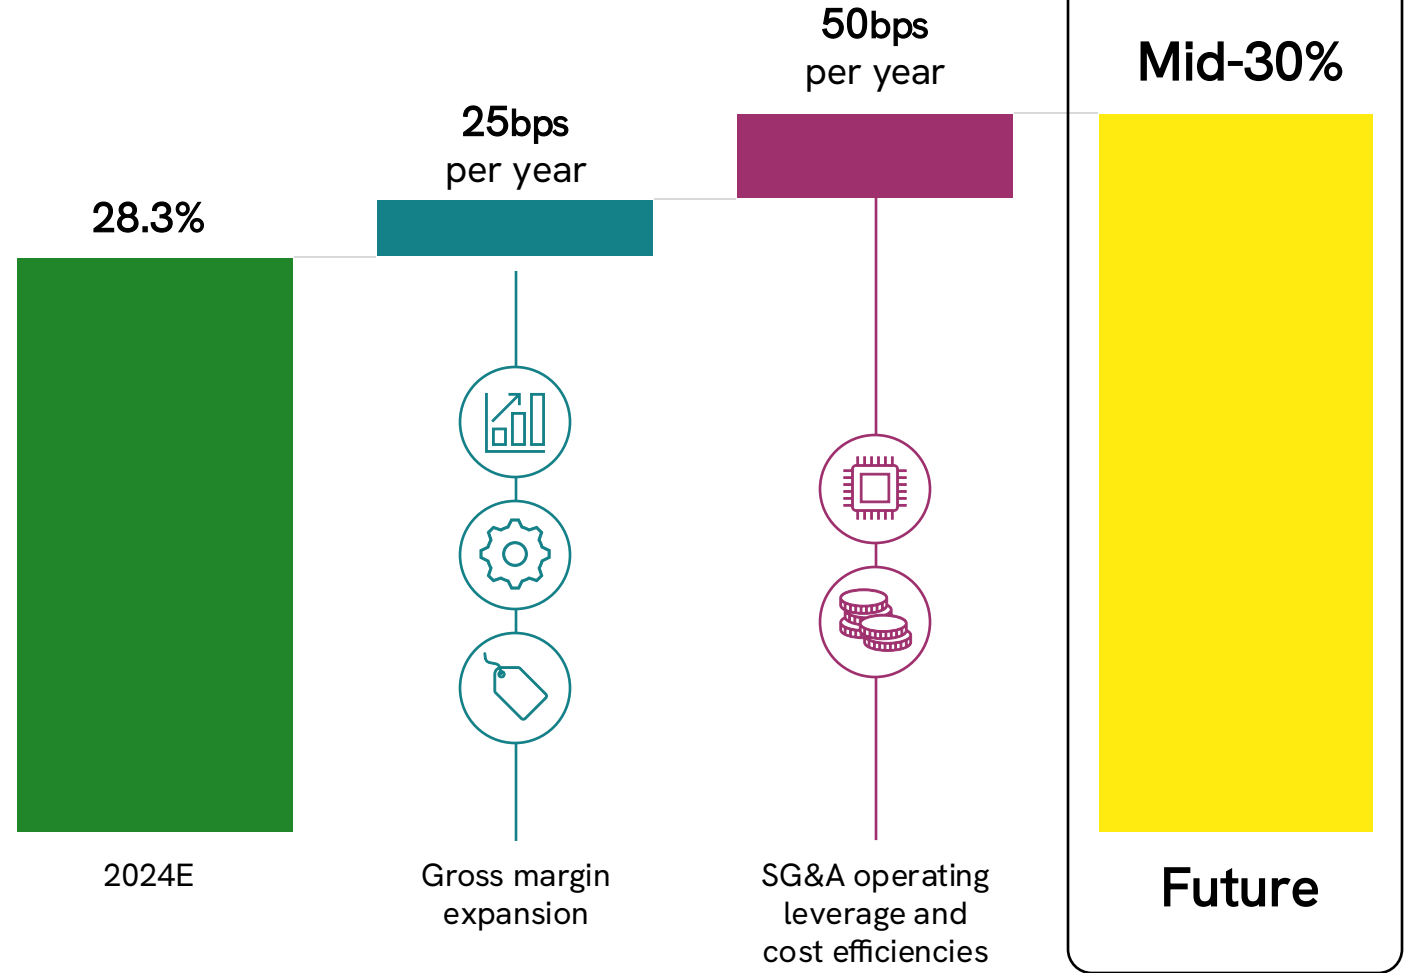 28.3%
25bps
per year
50bps
per year
Mid-30%
2024E
Gross margin
expansion
SG&A operating
leverage and
cost efficiencies
Future